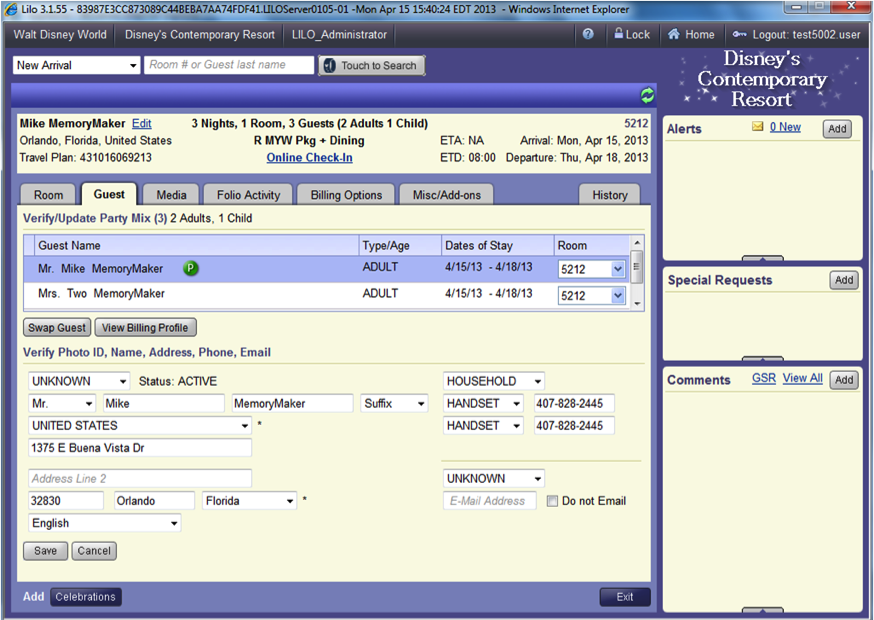 Lilo 3.1.55 - 83987E3CC873089C44BEBA7AA74FDF41.LILOServer0105-01 -Mon Apr 15 15:40:24 EDT 2013 - Windows Internet Explorer
Walt Disney World Disney's Contemporary Resort LILO_Administrator ? Lock Home Logout: test5002.user
New Arrival Room # or Guest last name Touch to Search
Disney's
Contemporary
Resort
Mike MemoryMaker Edit 3 Nights, 1 Room, 3 Guests (2 Adults 1 Child) 5212
Orlando, Florida, United States R MYW Pkg + Dining ETA: NA Arrival: Mon, Apr 15, 2013
Travel Plan: 431016069213 Online Check-In ETD: 08:00 Departure: Thu, Apr 18, 2013
Room Guest Media Folio Activity Billing Options Misc/Add-ons History
Verify/Update Party Mix (3) 2 Adults, 1 Child
Guest Name Type/Age Dates of Stay Room
Mr. Mike MemoryMaker P ADULT 4/15/13 - 4/18/13 5212
Mrs. Two MemoryMaker ADULT 4/15/13 - 4/18/13 5212
Swap Guest View Billing Profile
Verify Photo ID, Name, Address, Phone, Email
UNKNOWN Status: ACTIVE HOUSEHOLD
Mr. Mike MemoryMaker Suffix HANDSET 407-828-2445
UNITED STATES * HANDSET 407-828-2445
1375 E Buena Vista Dr
Address Line 2 UNKNOWN
32830 Orlando Florida * E-Mail Address Do not Email
English
Save Cancel
Add Celebrations Exit
Alerts 0 New Add
Special Requests Add
Comments GSR View All Add